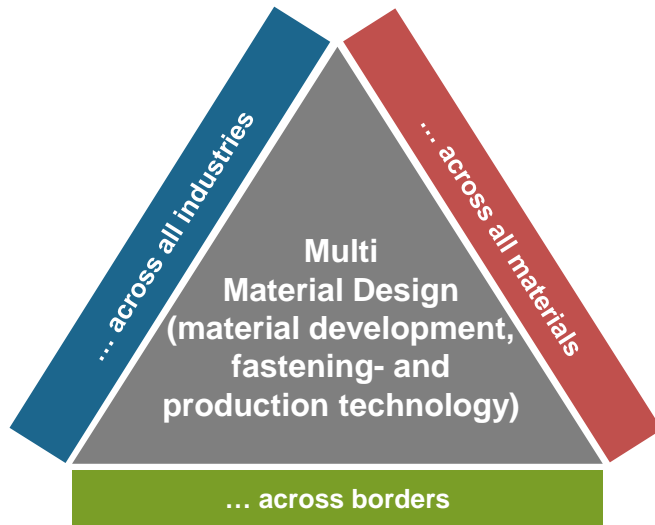 … across all industries
… across all materials
Multi
Material Design
(material development,
fastening- and
production technology)
… across borders